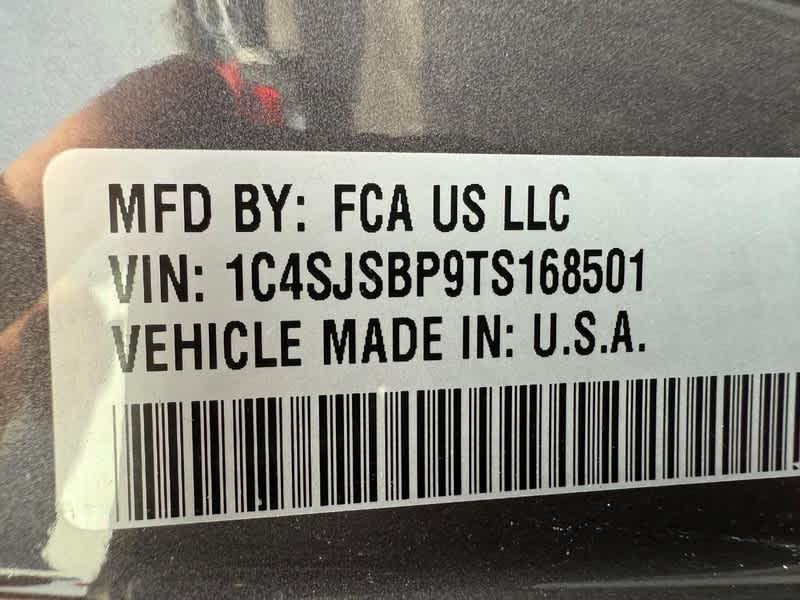 MFD BY: FCA US LLC
VIN: 1C4SJSBP9TS168501
VEHICLE MADE IN: U.S.A.